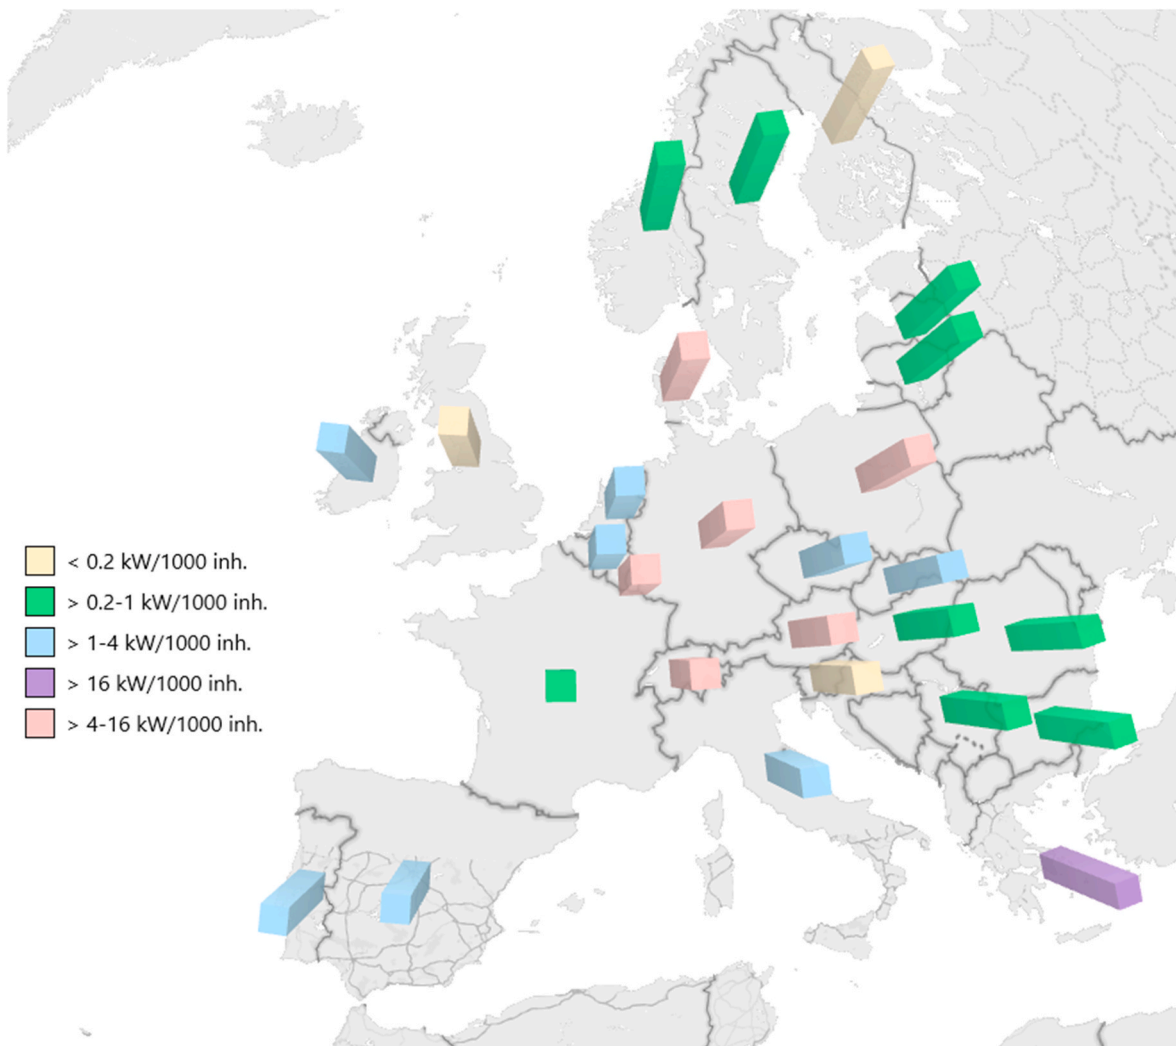 < 0.2 kW/1000 inh.
> 0.2-1 kW/1000 inh.
> 1-4 kW/1000 inh.
> 16 kW/1000 inh.
> 4-16 kW/1000 inh.